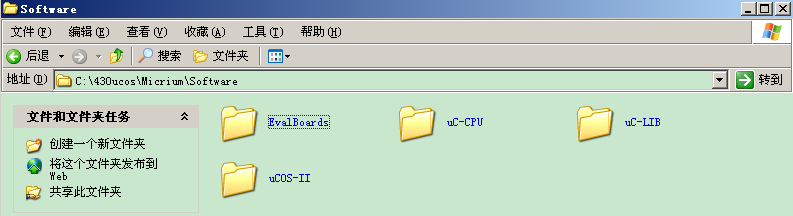 Software
文件(F) 编辑(E) 查看(V) 收藏(A) 工具(T) 帮助(H)
后退 搜索 文件夹
地址(D) C:\430ucos\Micrium\Software 转到
文件和文件夹任务
EvalBoards uC-CPU uC-LIB
创建一个新文件夹
将这个文件夹发布到
Web
uCOS-II
共享此文件夹